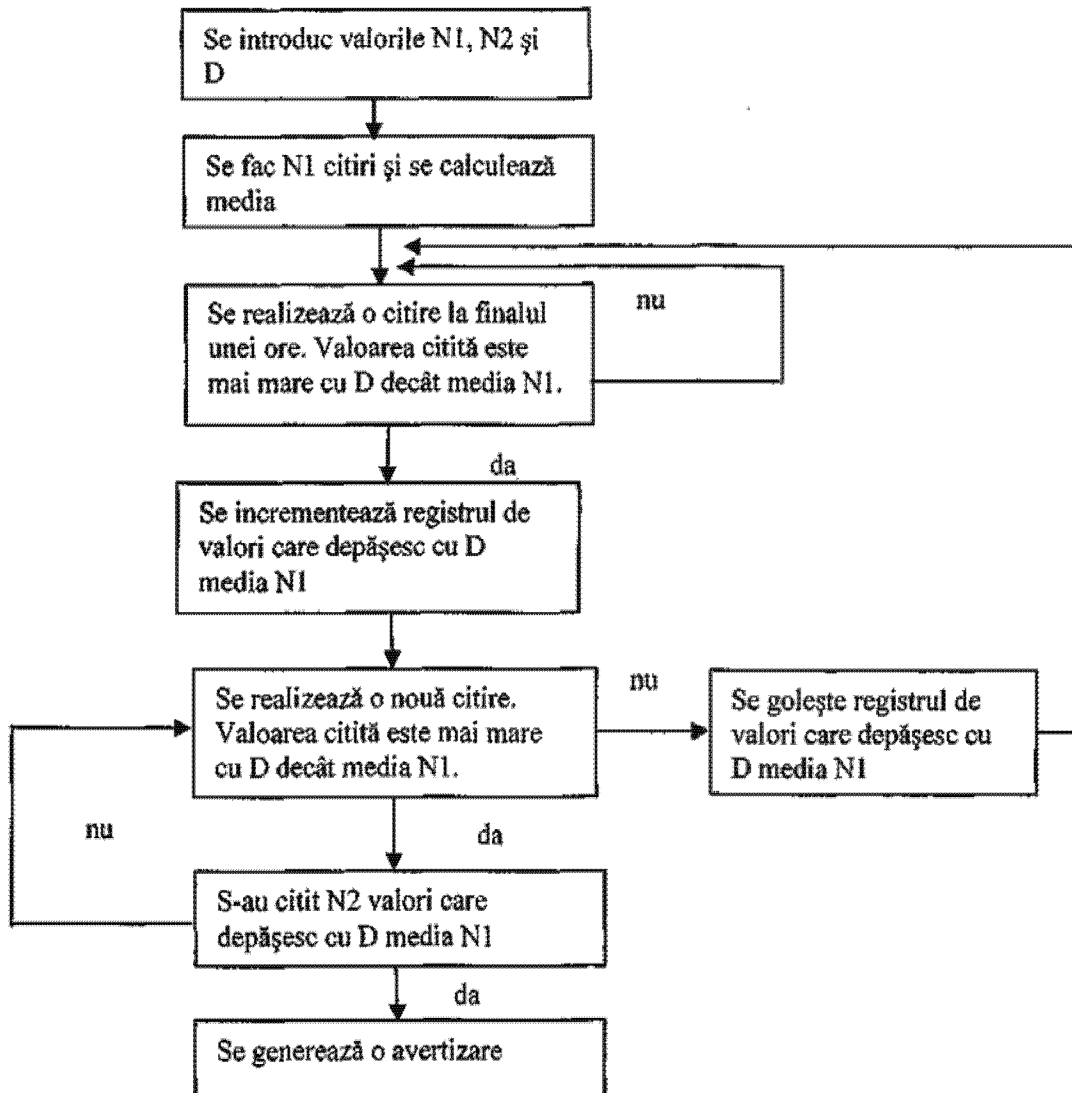 Se introduc valorile N1, N2 şi
D
Se fac N1 citiri şi se calculează
media
Se realizează o citire la finalul
unei ore. Valoarea citită este
mai mare cu D decât media N1.
nu
da
Se incrementează registrul de
valori care depăşesc cu D
media N1
Se realizează o nouă citire.
Valoarea citită este mai mare
cu D decât media N1.
nu
Se goleşte registrul de
valori care depăşesc cu
D media N1
nu
da
S-au citit N2 valori care
depăşesc cu D media N1
da
Se generează o avertizare